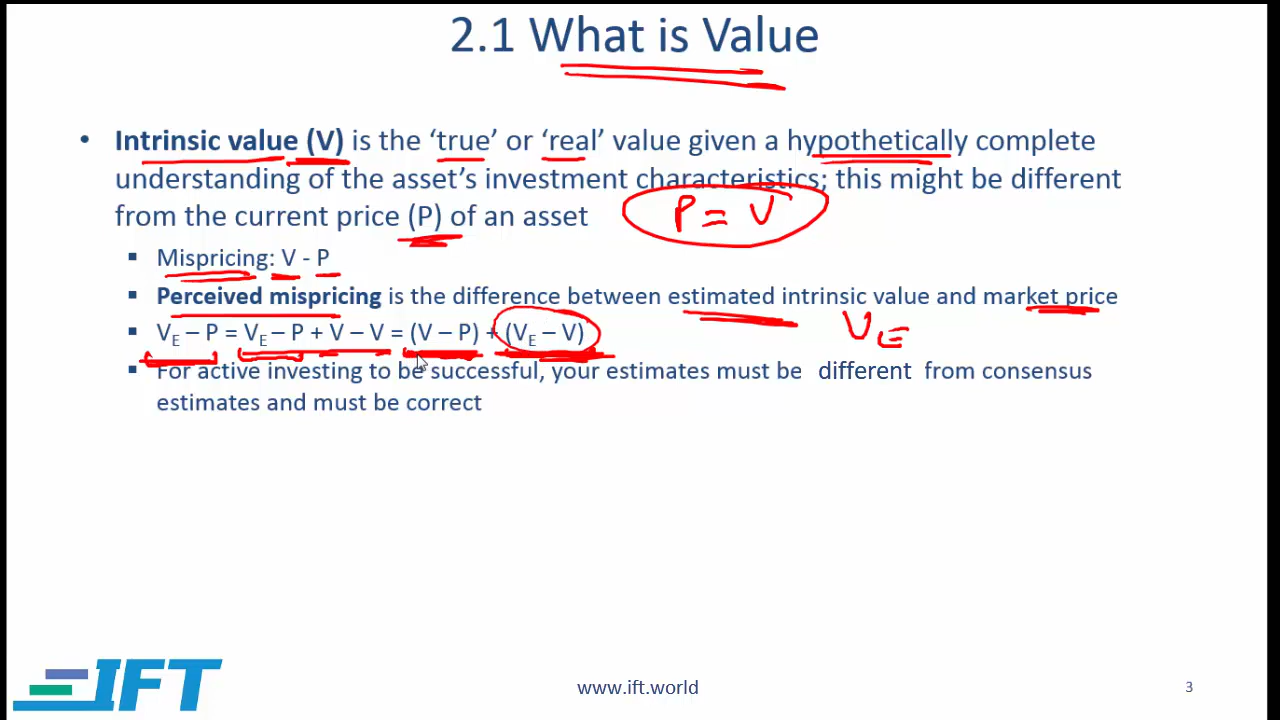 2.1 What is Value
• Intrinsic value (V) is the ‘true’ or ‘real’ value given a hypothetically complete
understanding of the asset’s investment characteristics; this might be different
from the current price (P) of an asset P = V
▪ Mispricing: V - P
▪ Perceived mispricing is the difference between estimated intrinsic value and market price
▪ VE – P = VE – P + V – V = (V – P) + (VE – V) VE
▪ For active investing to be successful, your estimates must be different from consensus
estimates and must be correct
IFT
www.ift.world
3